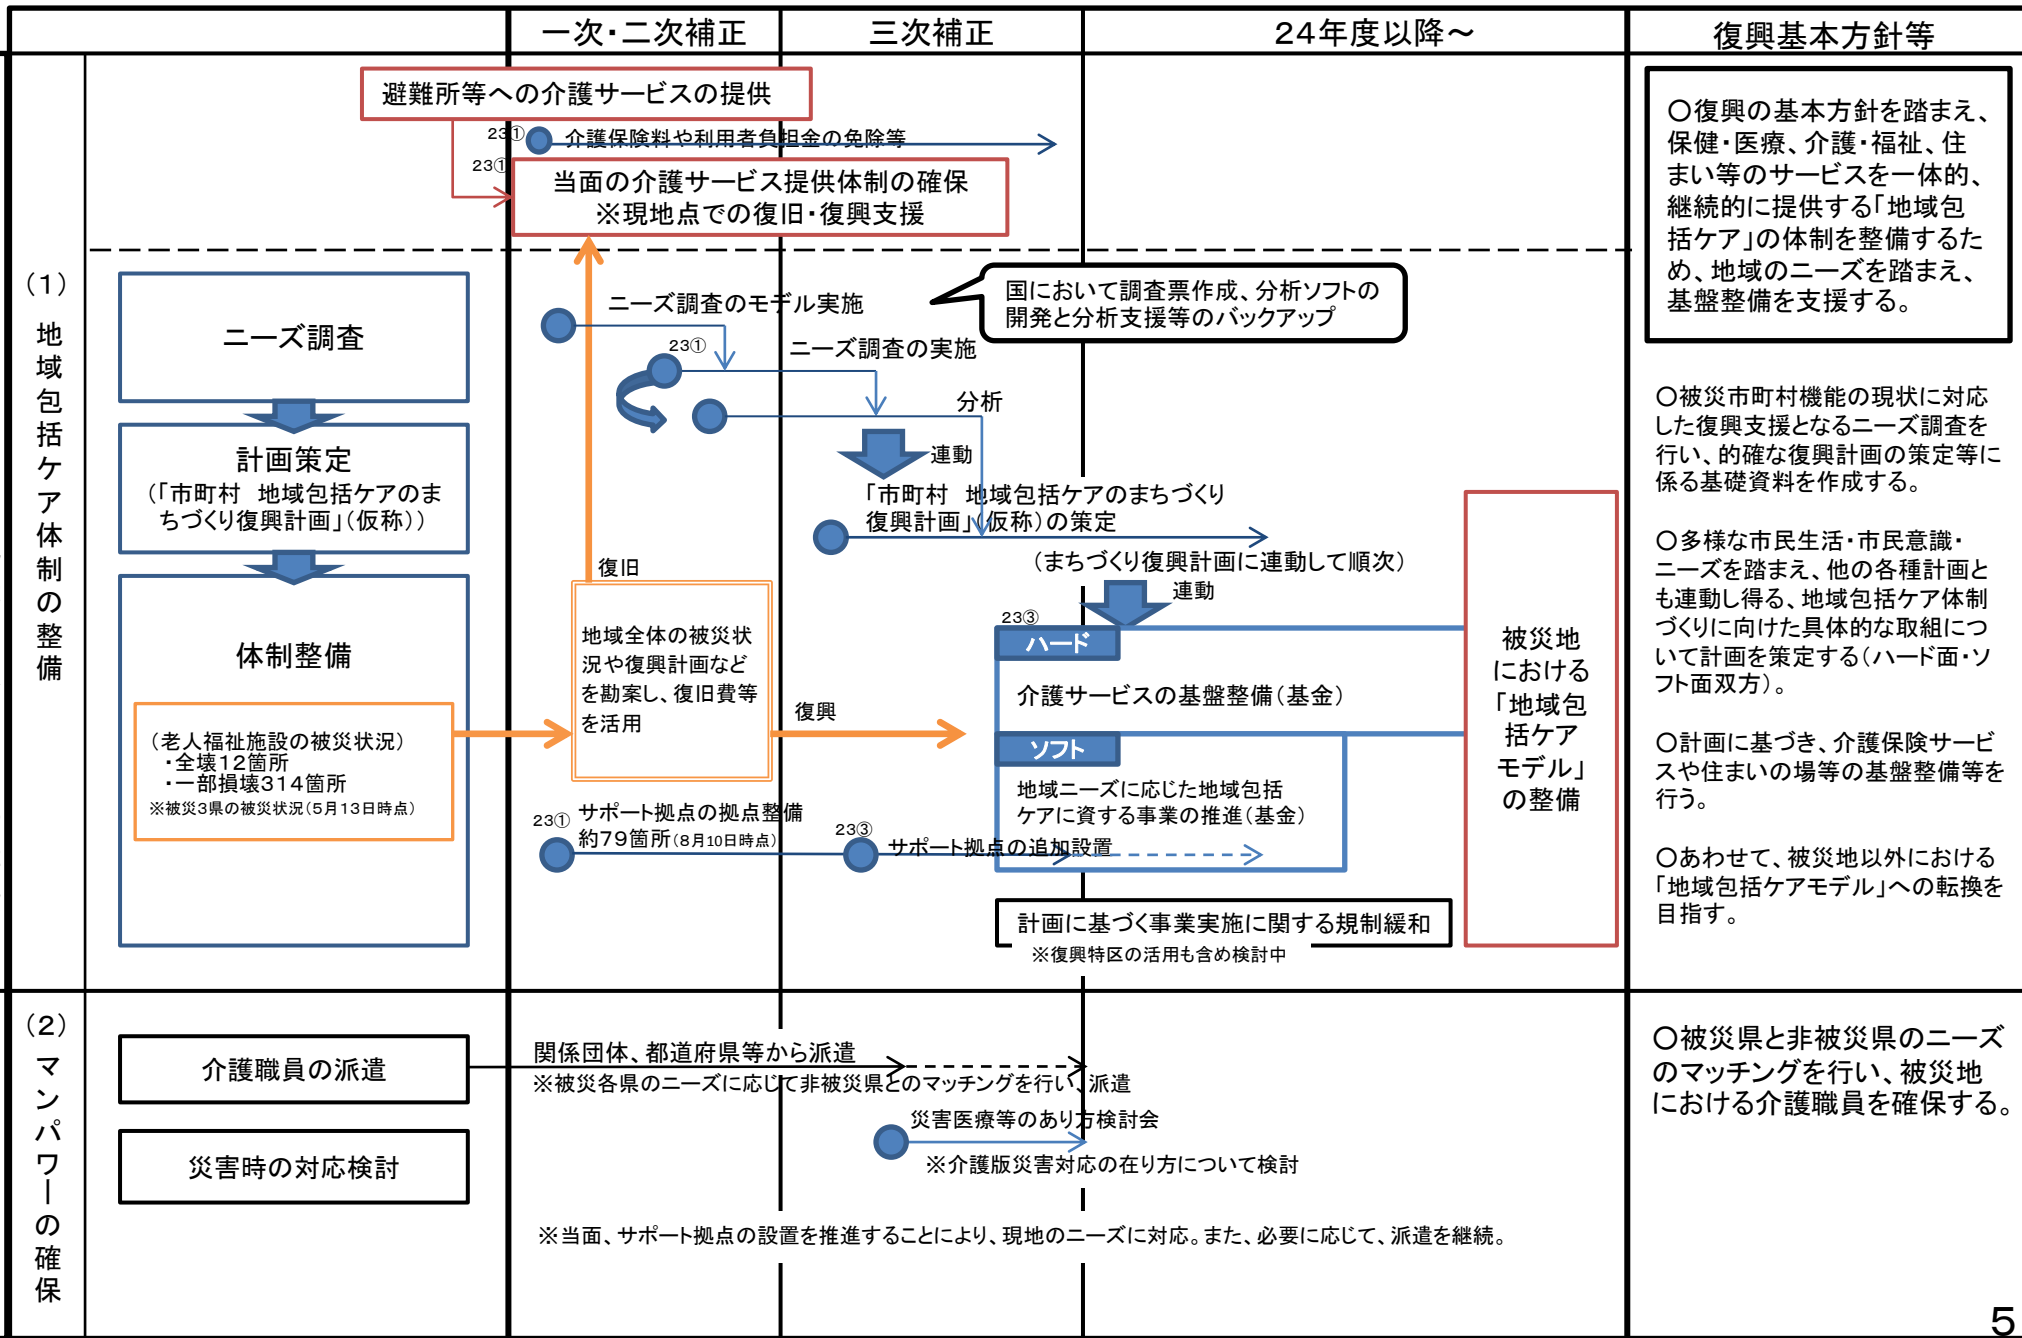 一次・二次補正
三次補正
24年度以降～
復興基本方針等
(1)
地域包括ケア体制の整備
避難所等への介護サービスの提供
23①
介護保険料や利用者負担金の免除等
23①
当面の介護サービス提供体制の確保
※現地点での復旧・復興支援
ニーズ調査
計画策定
(「市町村　地域包括ケアのま
ちづくり復興計画」(仮称))
体制整備
(老人福祉施設の被災状況)
・全壊12箇所
・一部損壊314箇所
※被災3県の被災状況(5月13日時点)
ニーズ調査のモデル実施
国において調査票作成、分析ソフトの
開発と分析支援等のバックアップ
23①
ニーズ調査の実施
分析
連動
「市町村　地域包括ケアのまちづくり
復興計画」(仮称)の策定
(まちづくり復興計画に連動して順次)
連動
復旧
地域全体の被災状
況や復興計画など
を勘案し、復旧費等
を活用
復興
23③
ハード
介護サービスの基盤整備(基金)
ソフト
地域ニーズに応じた地域包括
ケアに資する事業の推進(基金)
23①
サポート拠点の拠点整備
約79箇所(8月10日時点)
23③
サポート拠点の追加設置
計画に基づく事業実施に関する規制緩和
※復興特区の活用も含め検討中
被災地
における
「地域包
括ケア
モデル」
の整備
○復興の基本方針を踏まえ、
保健・医療、介護・福祉、住
まい等のサービスを一体的、
継続的に提供する「地域包
括ケア」の体制を整備するた
め、地域のニーズを踏まえ、
基盤整備を支援する。
○被災市町村機能の現状に対応
した復興支援となるニーズ調査を
行い、的確な復興計画の策定等に
係る基礎資料を作成する。
○多様な市民生活・市民意識・
ニーズを踏まえ、他の各種計画と
も連動し得る、地域包括ケア体制
づくりに向けた具体的な取組につ
いて計画を策定する(ハード面・ソ
フト面双方)。
○計画に基づき、介護保険サービ
スや住まいの場等の基盤整備等を
行う。
○あわせて、被災地以外における
「地域包括ケアモデル」への転換を
目指す。
(2)
マンパワーの確保
介護職員の派遣
災害時の対応検討
関係団体、都道府県等から派遣
※被災各県のニーズに応じて非被災県とのマッチングを行い、派遣
災害医療等のあり方検討会
※介護版災害対応の在り方について検討
※当面、サポート拠点の設置を推進することにより、現地のニーズに対応。また、必要に応じて、派遣を継続。
○被災県と非被災県のニーズ
のマッチングを行い、被災地
における介護職員を確保する。
5